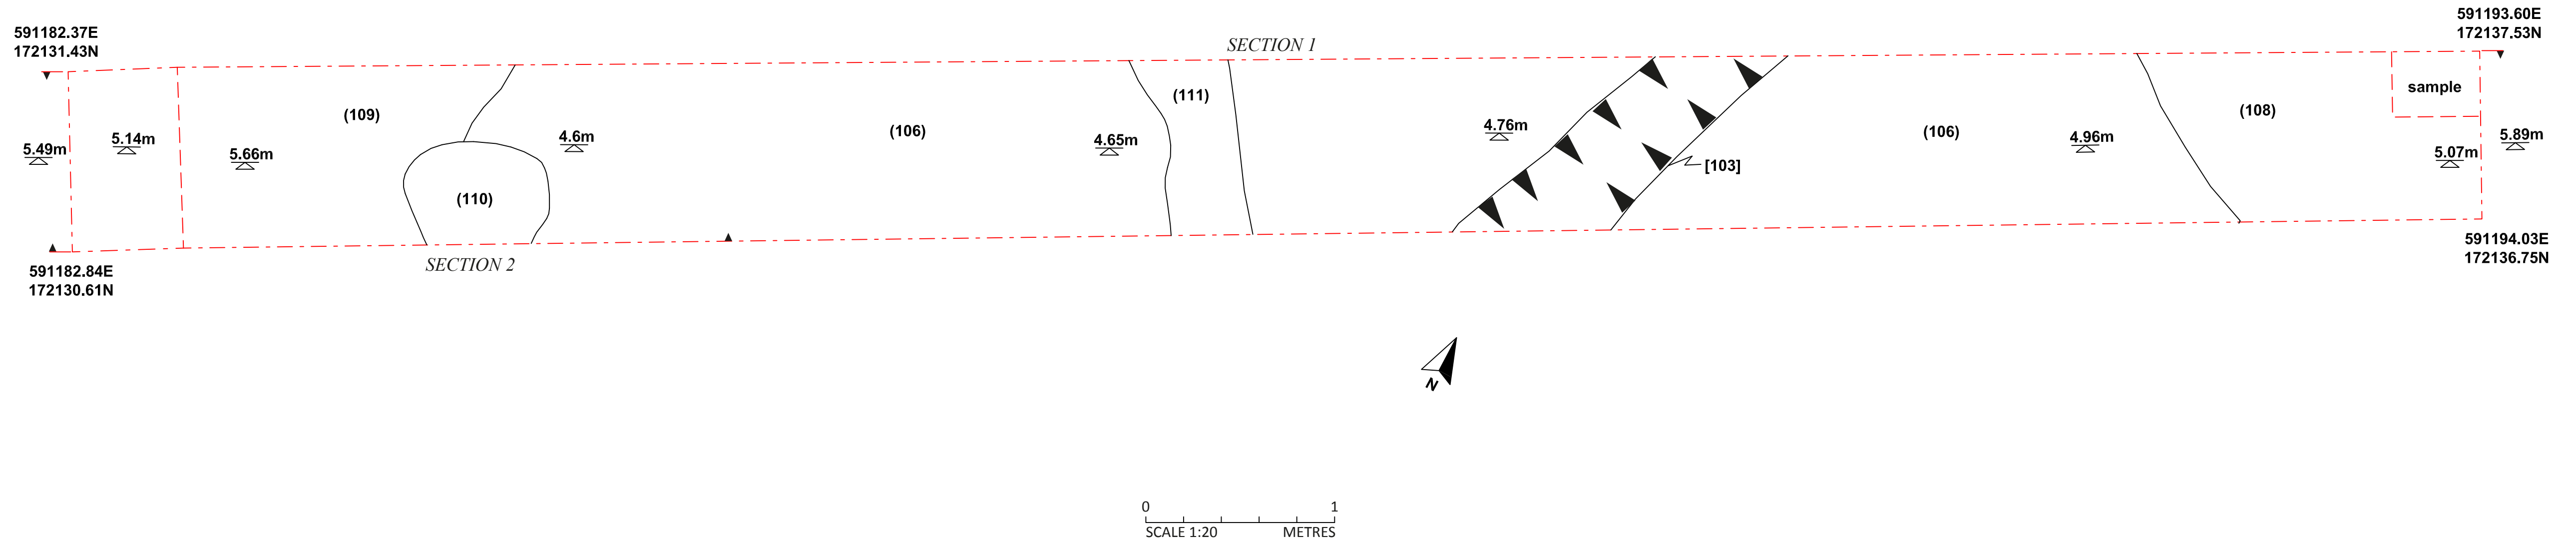 591182.37E
172131.43N
SECTION 1
591193.60E
172137.53N
(109)
(111)
(108)
sample
5.49m
5.14m
5.66m
4.6m
(106)
4.65m
4.76m
[103]
(106)
4.96m
5.07m
5.89m
(110)
591182.84E
172130.61N
SECTION 2
591194.03E
172136.75N
N
0 1
SCALE 1:20 METRES